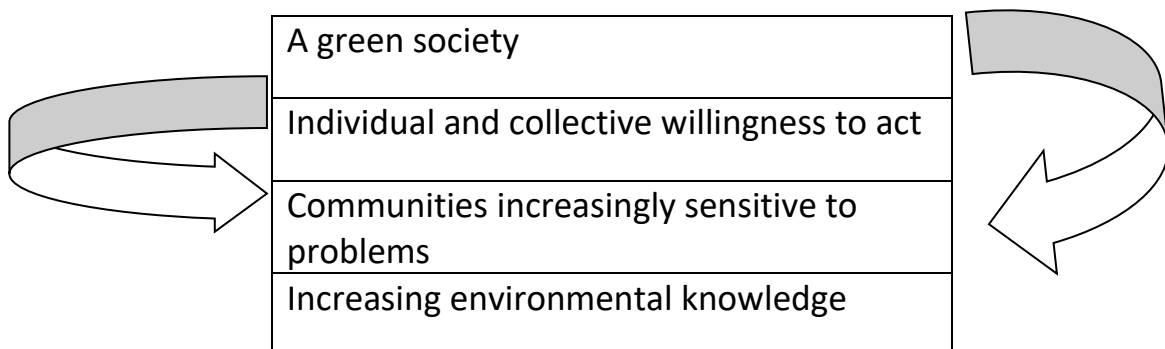 A green society
Individual and collective willingness to act
Communities increasingly sensitive to
problems
Increasing environmental knowledge